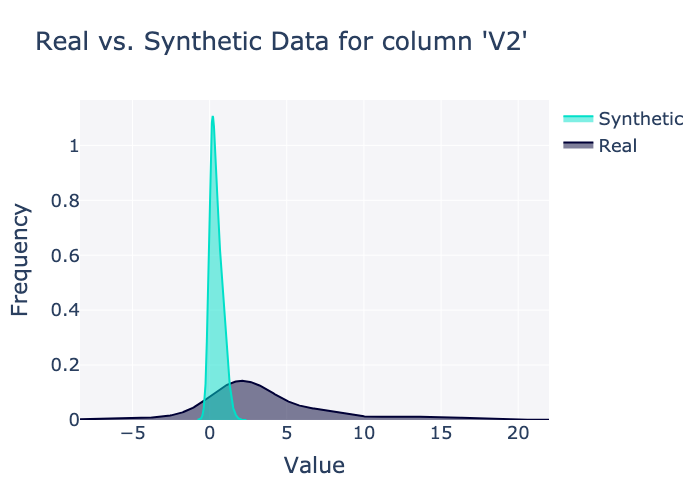 Real vs. Synthetic Data for column 'V2'
Synthetic
Real
1
0.8
0.6
0.4
0.2
0
Frequency
−5
0
5
10
15
20
Value